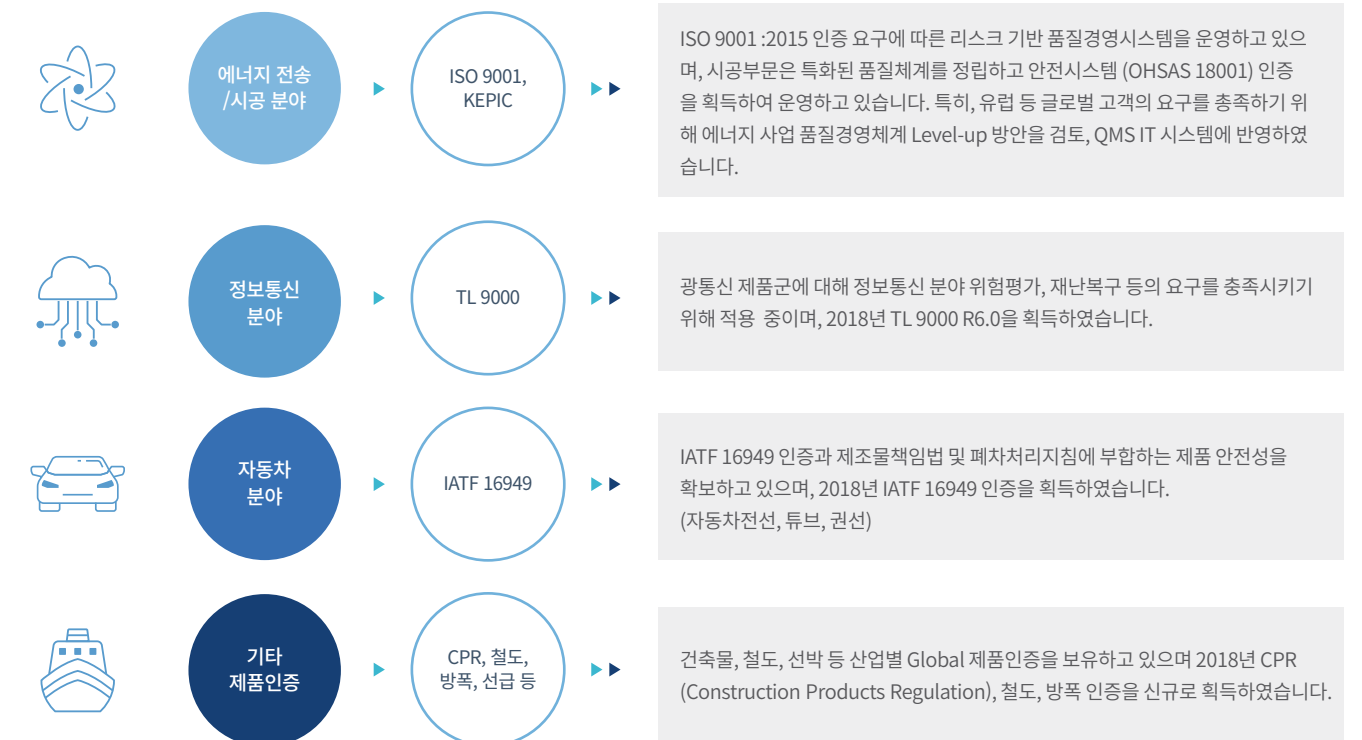 에너지 전송
/시공 분야
ISO 9001,
KEPIC
ISO 9001 :2015 인증 요구에 따른 리스크 기반 품질경영시스템을 운영하고 있으
며, 시공부문은 특화된 품질체계를 정립하고 안전시스템 (OHSAS 18001) 인증
을 획득하여 운영하고 있습니다. 특히, 유럽 등 글로벌 고객의 요구를 총족하기 위
해 에너지 사업 품질경영체계 Level-up 방안을 검토, QMS IT 시스템에 반영하였
습니다.
정보통신
분야
TL 9000
광통신 제품군에 대해 정보통신 분야 위험평가, 재난복구 등의 요구를 충족시키기
위해 적용 중이며, 2018년 TL 9000 R6.0을 획득하였습니다.
자동차
분야
IATF 16949
IATF 16949 인증과 제조물책임법 및 폐차처리지침에 부합하는 제품 안전성을
확보하고 있으며, 2018년 IATF 16949 인증을 획득하였습니다.
(자동차전선, 튜브, 권선)
기타
제품인증
CPR, 철도,
방폭, 선급 등
건축물, 철도, 선박 등 산업별 Global 제품인증을 보유하고 있으며 2018년 CPR
(Construction Products Regulation), 철도, 방폭 인증을 신규로 획득하였습니다.